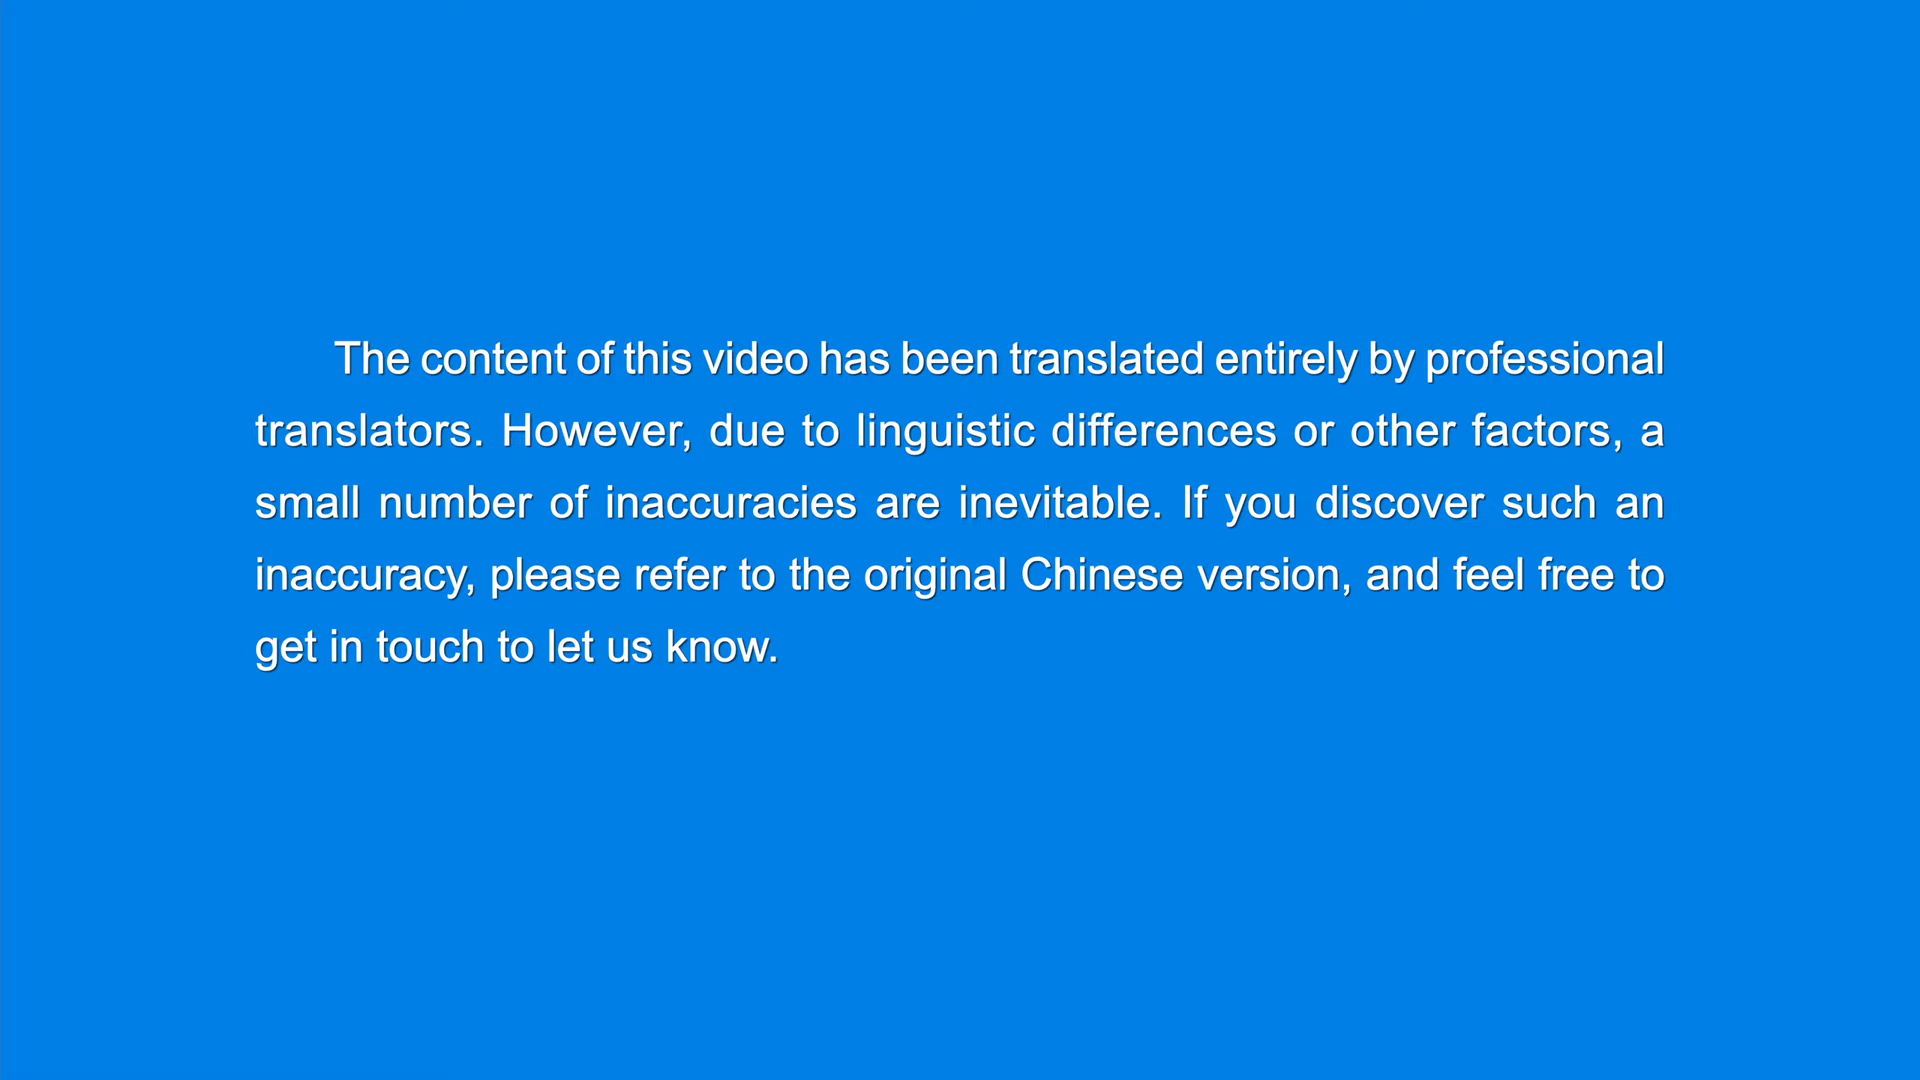 The content of this video has been translated entirely by professional
translators. However, due to linguistic differences or other factors, a
small number of inaccuracies are inevitable. If you discover such an
inaccuracy, please refer to the original Chinese version, and feel free to
get in touch to let us know.